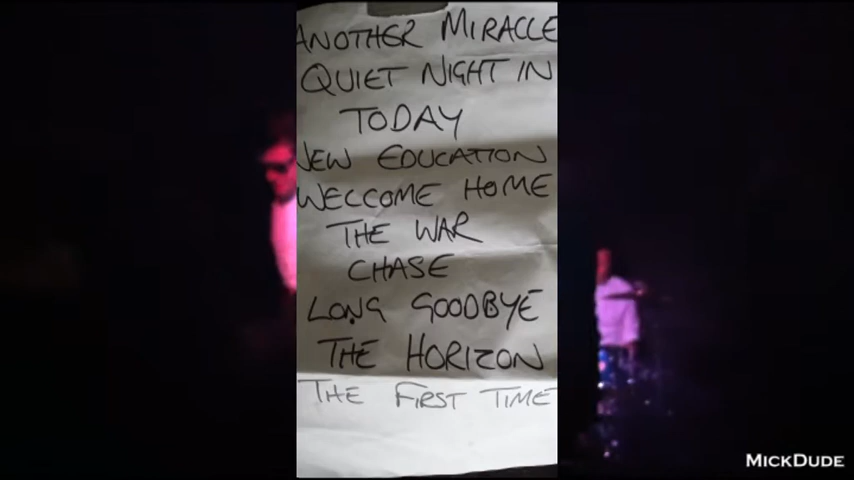 ANOTHER MIRACLE
QUIET NIGHT IN
TODAY
NEW EDUCATION
WELCOME HOME
THE WAR
CHASE
LONG GOODBYE
THE HORIZON
THE FIRST TIME
MICKDUDE